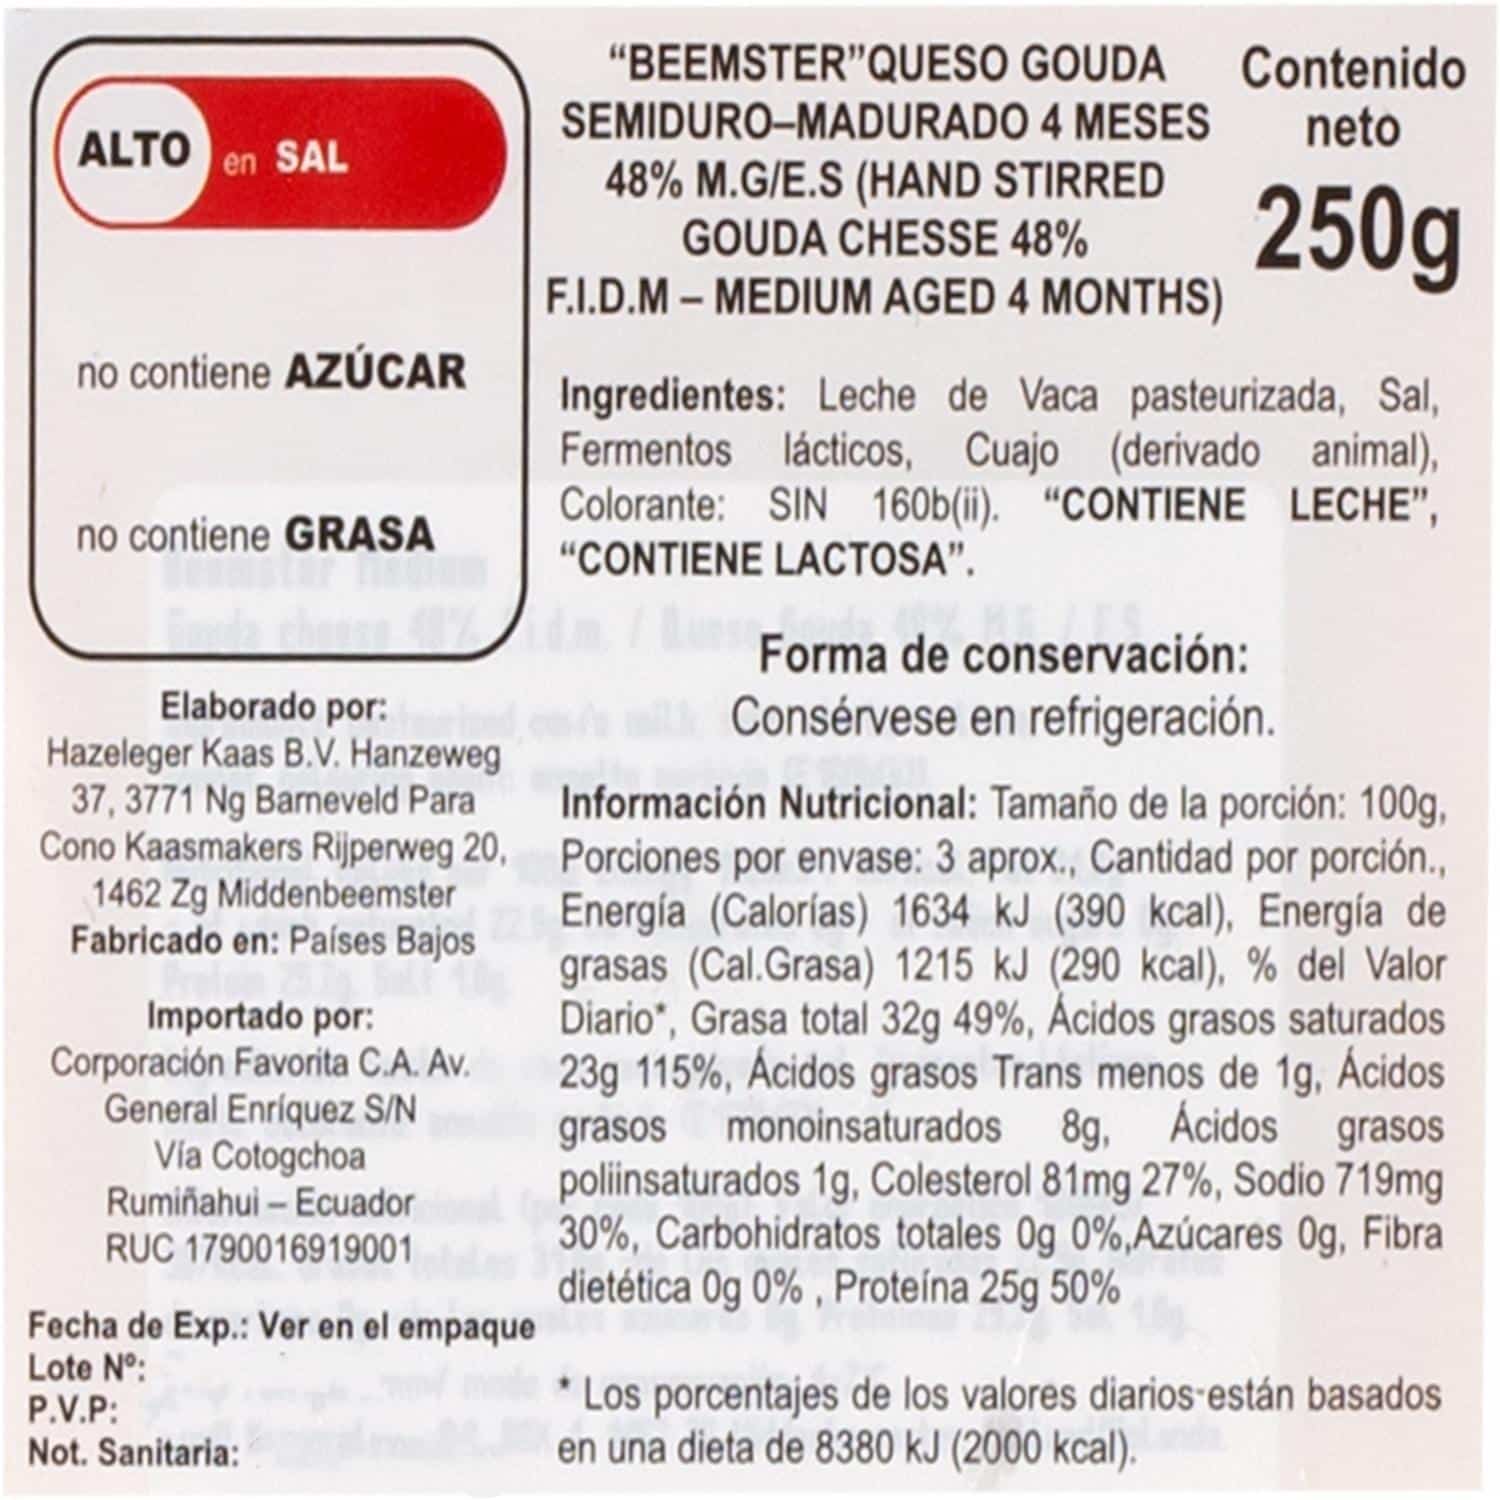 ALTO en SAL
no contiene AZÚCAR
no contiene GRASA
“BEEMSTER”QUESO GOUDA
SEMIDURO–MADURADO 4 MESES
48% M.G/E.S (HAND STIRRED
GOUDA CHESSE 48%
F.I.D.M – MEDIUM AGED 4 MONTHS)
Contenido
neto
250g
Ingredientes: Leche de Vaca pasteurizada, Sal,
Fermentos lácticos, Cuajo (derivado animal),
Colorante: SIN 160b(ii). “CONTIENE LECHE”,
“CONTIENE LACTOSA”.
Forma de conservación:
Consérvese en refrigeración.
Elaborado por:
Hazeleger Kaas B.V. Hanzeweg
37, 3771 Ng Barneveld Para
Cono Kaasmakers Rijperweg 20,
1462 Zg Middenbeemster
Fabricado en: Países Bajos
Importado por:
Corporación Favorita C.A. Av.
General Enríquez S/N
Vía Cotogchoa
Rumiñahui – Ecuador
RUC 1790016919001
Fecha de Exp.: Ver en el empaque
Lote Nº:
P.V.P:
Not. Sanitaria:
Información Nutricional: Tamaño de la porción: 100g,
Porciones por envase: 3 aprox., Cantidad por porción.,
Energía (Calorías) 1634 kJ (390 kcal), Energía de
grasas (Cal.Grasa) 1215 kJ (290 kcal), % del Valor
Diario*, Grasa total 32g 49%, Ácidos grasos saturados
23g 115%, Ácidos grasos Trans menos de 1g, Ácidos
grasos monoinsaturados 8g, Ácidos grasos
poliinsaturados 1g, Colesterol 81mg 27%, Sodio 719mg
30%, Carbohidratos totales 0g 0%,Azúcares 0g, Fibra
dietética 0g 0% , Proteína 25g 50%
* Los porcentajes de los valores diarios están basados
en una dieta de 8380 kJ (2000 kcal).
Beemster Medium